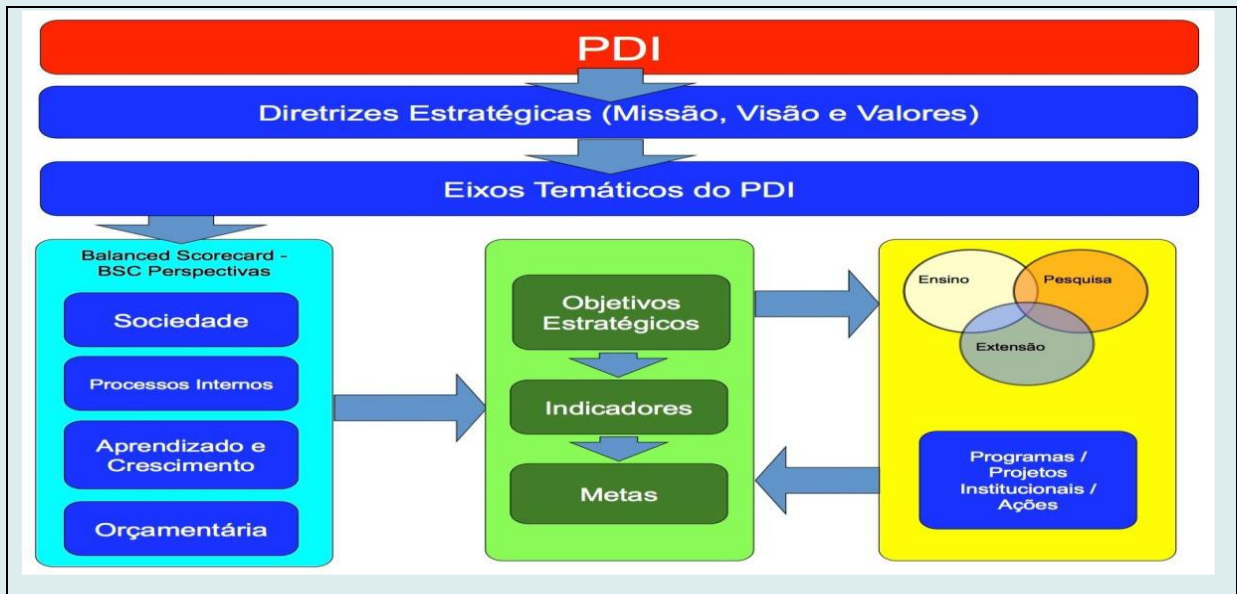 PDI
Diretrizes Estratégicas (Missão, Visão e Valores)
Eixos Temáticos do PDI
Balanced Scorecard -
BSC Perspectivas
Sociedade
Processos Internos
Aprendizado e
Crescimento
Orçamentária
Objetivos
Estratégicos
Indicadores
Metas
Ensino
Pesquisa
Extensão
Programas /
Projetos
Institucionais /
Ações